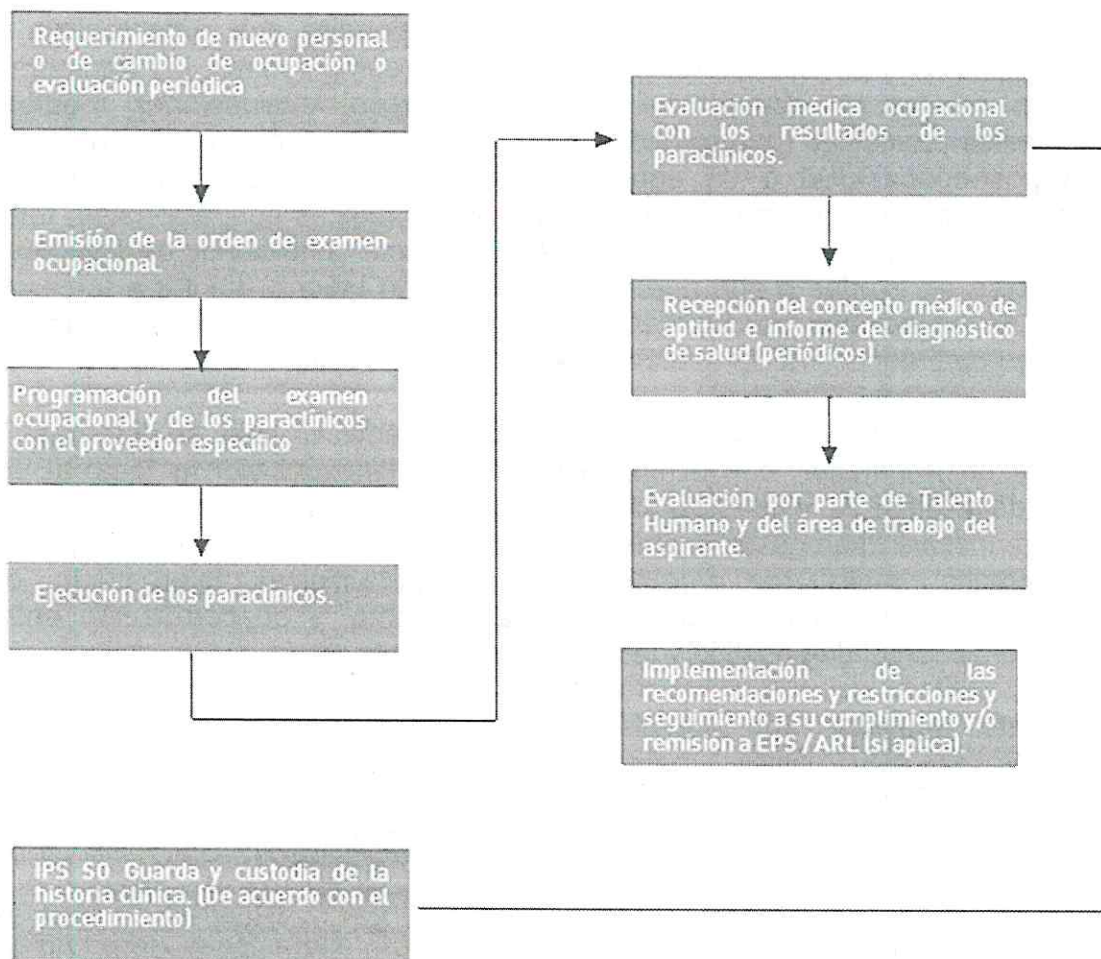 Requerimiento de nuevo personal
o de cambio de ocupación o
evaluación periódica
Emisión de la orden de examen
ocupacional.
Programación del examen
ocupacional y de los paraclínicos
con el proveedor específico
Ejecución de los paraclínicos.
Evaluación médica ocupacional
con los resultados de los
paraclínicos.
Recepción del concepto médico de
aptitud e informe del diagnóstico
de salud (periódicos)
Evaluación por parte de Talento
Humano y del área de trabajo del
aspirante.
Implementación de las
recomendaciones y restricciones y
seguimiento a su cumplimiento y/o
remisión a EPS /ARL (si aplica).
IPS SO Guarda y custodia de la
historia clínica. (De acuerdo con el
procedimiento)